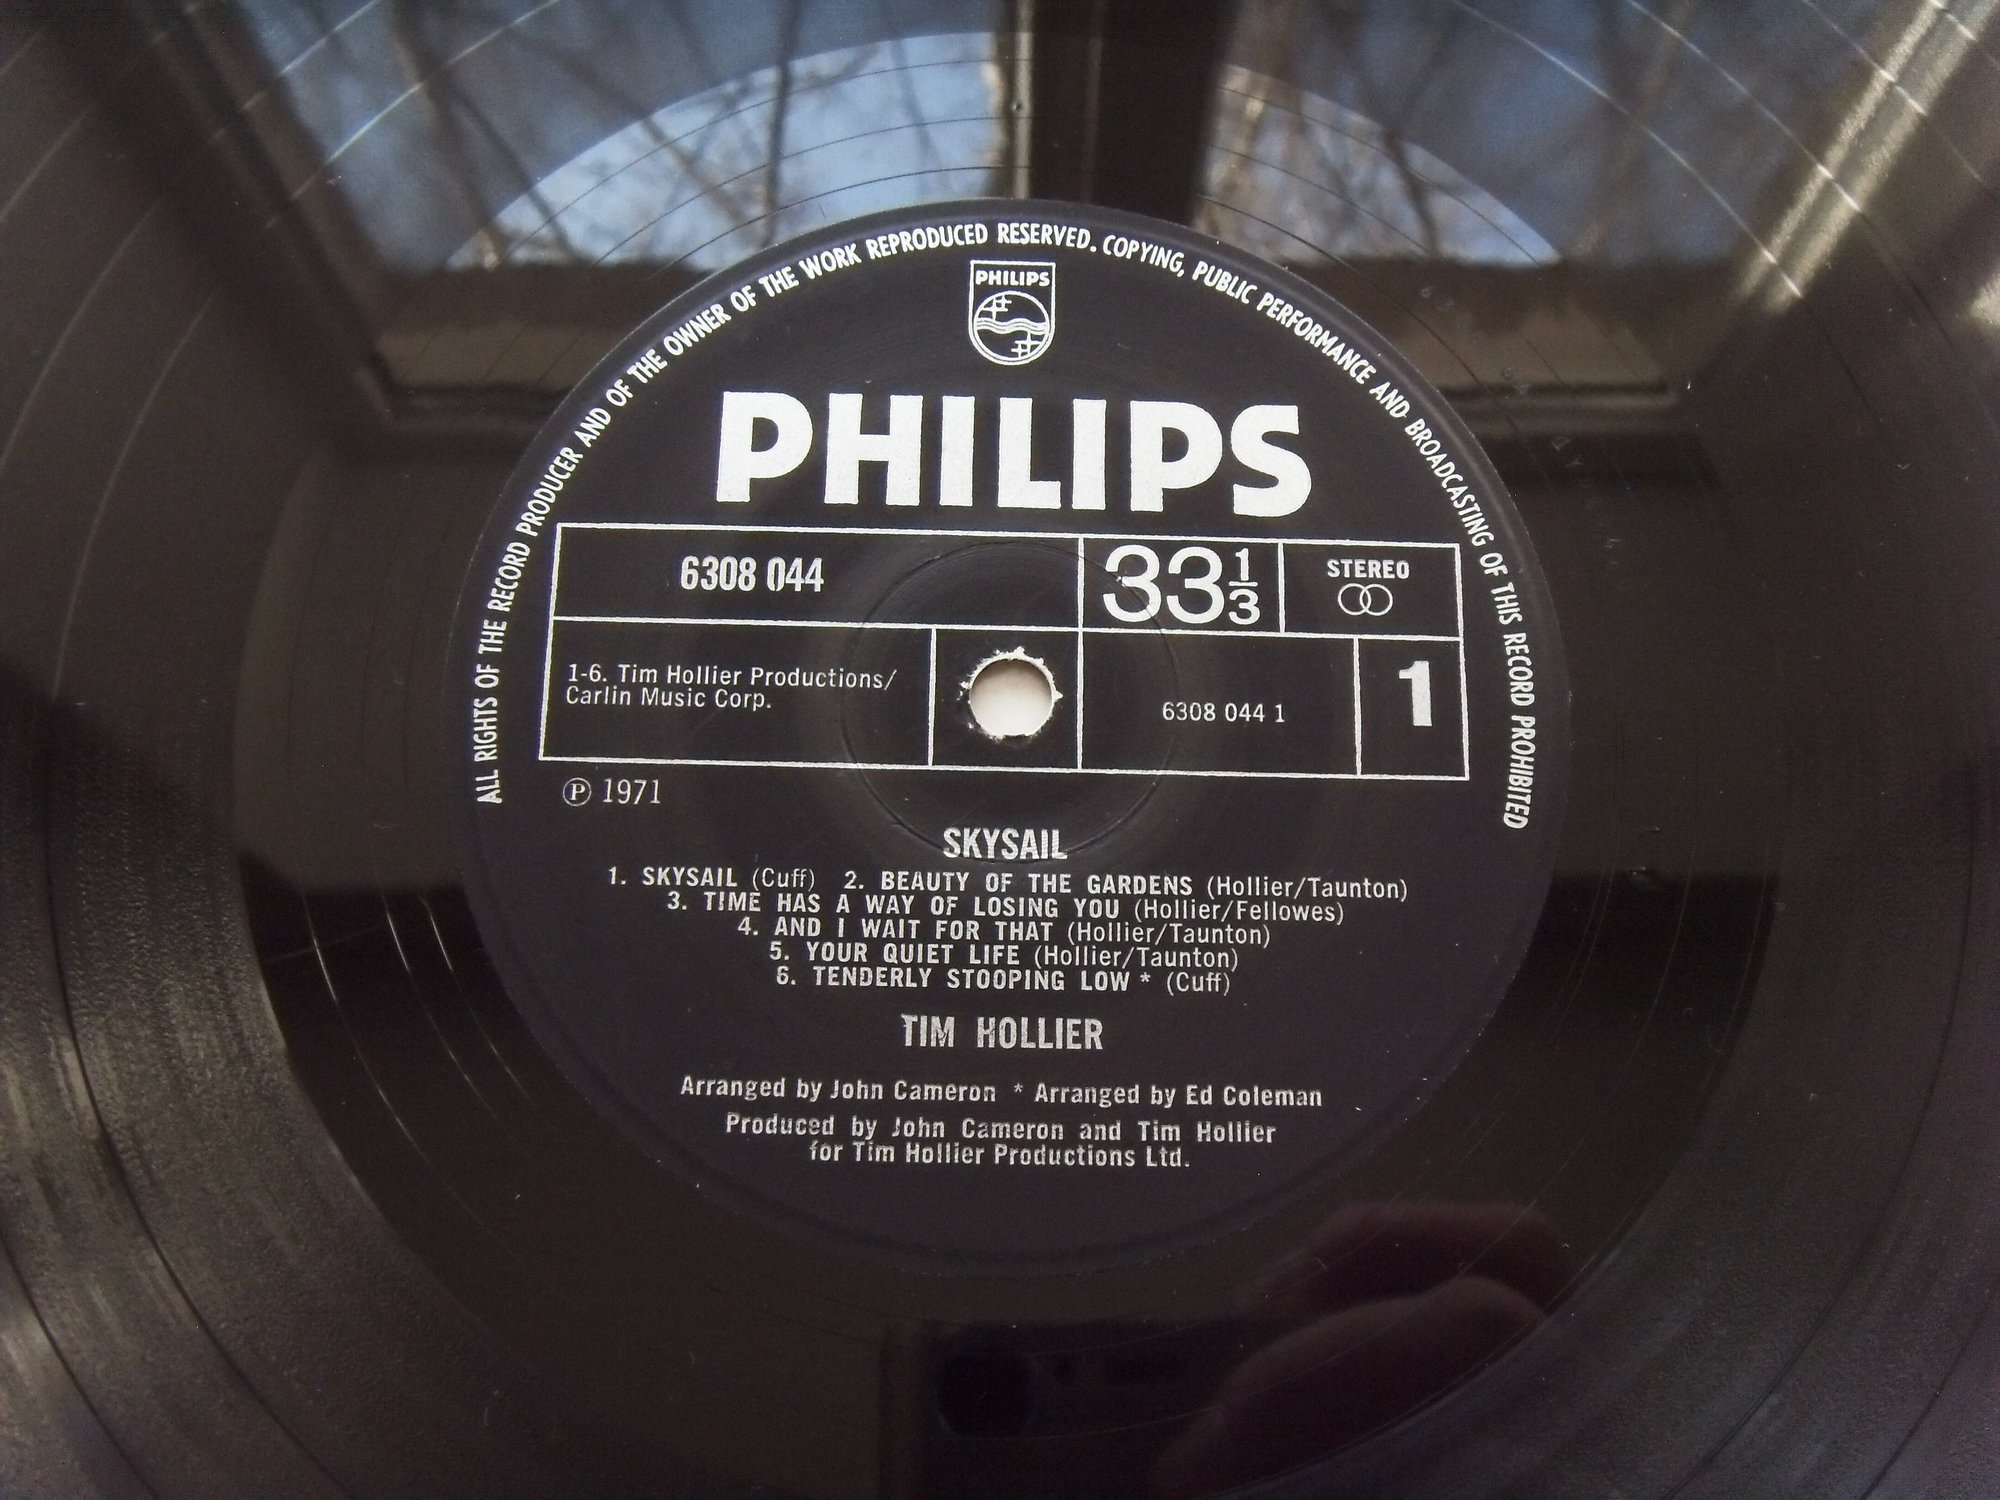 ALL RIGHTS OF THE RECORD PRODUCER AND OF THE OWNER OF THE WORK REPRODUCED RESERVED. COPYING, PUBLIC PERFORMANCE AND BROADCASTING OF THIS RECORD PROHIBITED
PHILIPS
PHILIPS
6308 044
33 1/3
STEREO
1-6. Tim Hollier Productions/
Carlin Music Corp.
6308 044 1
1
Ⓟ 1971
SKYSAIL
1. SKYSAIL (Cuff) 2. BEAUTY OF THE GARDENS (Hollier/Taunton)
3. TIME HAS A WAY OF LOSING YOU (Hollier/Fellowes)
4. AND I WAIT FOR THAT (Hollier/Taunton)
5. YOUR QUIET LIFE (Hollier/Taunton)
6. TENDERLY STOOPING LOW * (Cuff)
TIM HOLLIER
Arranged by John Cameron * Arranged by Ed Coleman
Produced by John Cameron and Tim Hollier
for Tim Hollier Productions Ltd.